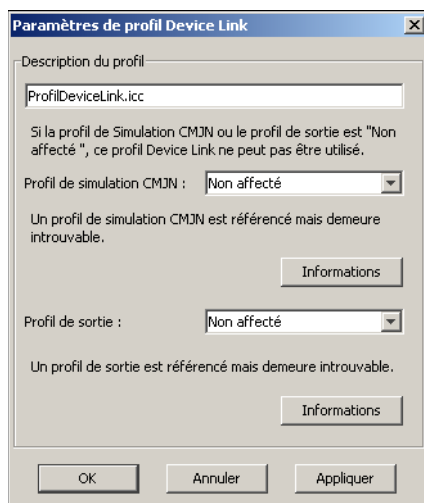 Paramètres de profil Device Link
Description du profil
ProfilDeviceLink.icc
Si la profil de Simulation CMJN ou le profil de sortie est "Non
affecté ", ce profil Device Link ne peut pas être utilisé.
Profil de simulation CMJN :
Non affecté
Un profil de simulation CMJN est référencé mais demeure
introuvable.
Informations
Profil de sortie :
Non affecté
Un profil de sortie est référencé mais demeure introuvable.
Informations
OK
Annuler
Appliquer